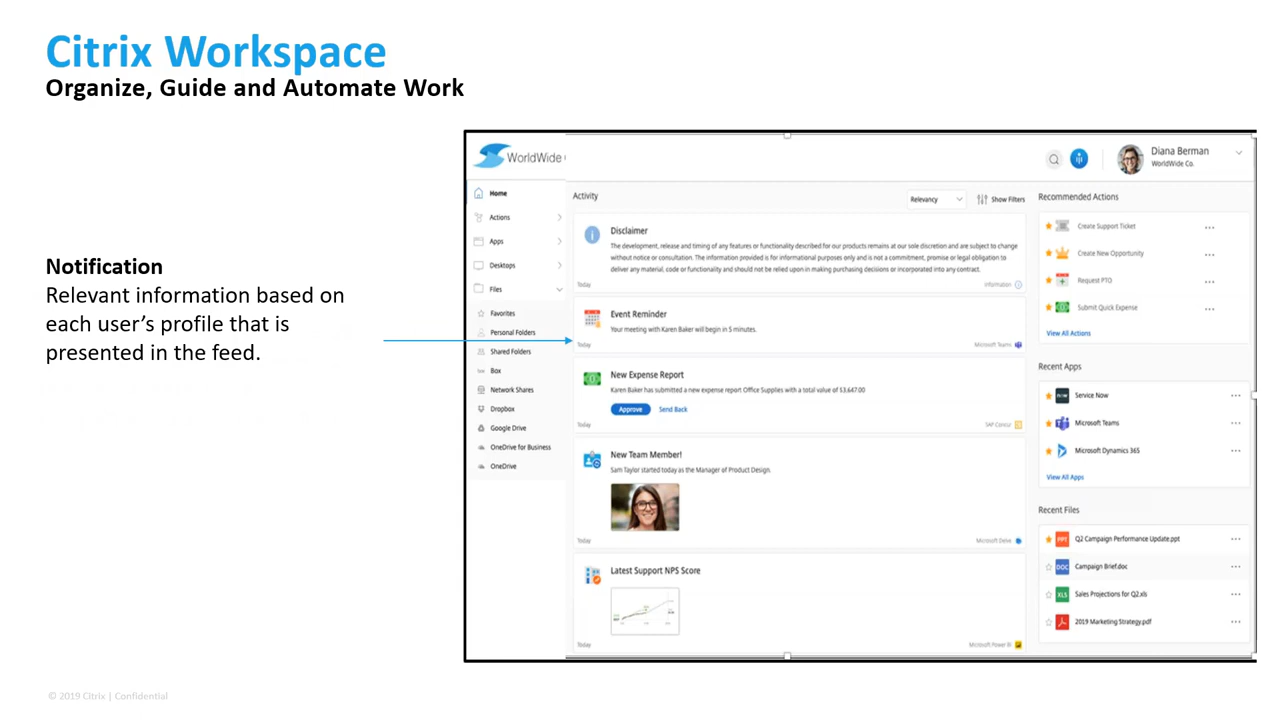 Citrix Workspace
Organize, Guide and Automate Work
Notification
Relevant information based on
each user’s profile that is
presented in the feed.
WorldWide
Diana Berman
WorldWide Co.
Home
Actions
Apps
Desktops
Files
Favorites
Personal Folders
Shared Folders
Box
Network Shares
Dropbox
Google Drive
OneDrive for Business
OneDrive
Activity
Relevancy
Show Filters
Disclaimer
The development, release and timing of any features or functionality described for our products remains at our sole discretion and are subject to change
without notice or consultation. The information provided is for informational purposes only and is not a commitment, promise or legal obligation to
deliver any material, code or functionality and should not be relied upon in making purchasing decisions or incorporated into any contract.
Today
Information
Event Reminder
Your meeting with Karen Baker will begin in 5 minutes.
Today
Microsoft Teams
New Expense Report
Karen Baker has submitted a new expense report Office Supplies with a total value of $3,647.00
Approve
Send Back
Today
SAP Concur
New Team Member!
Sam Taylor started today as the Manager of Product Design.
Today
Microsoft Delve
Latest Support NPS Score
Today
Microsoft Power BI
Recommended Actions
Create Support Ticket
Create New Opportunity
Request PTO
Submit Quick Expense
View All Actions
Recent Apps
Service Now
Microsoft Teams
Microsoft Dynamics 365
View All Apps
Recent Files
PPT Q2 Campaign Performance Update.ppt
DOC Campaign Brief.doc
XLS Sales Projections for Q2.xls
2019 Marketing Strategy.pdf
© 2019 Citrix | Confidential